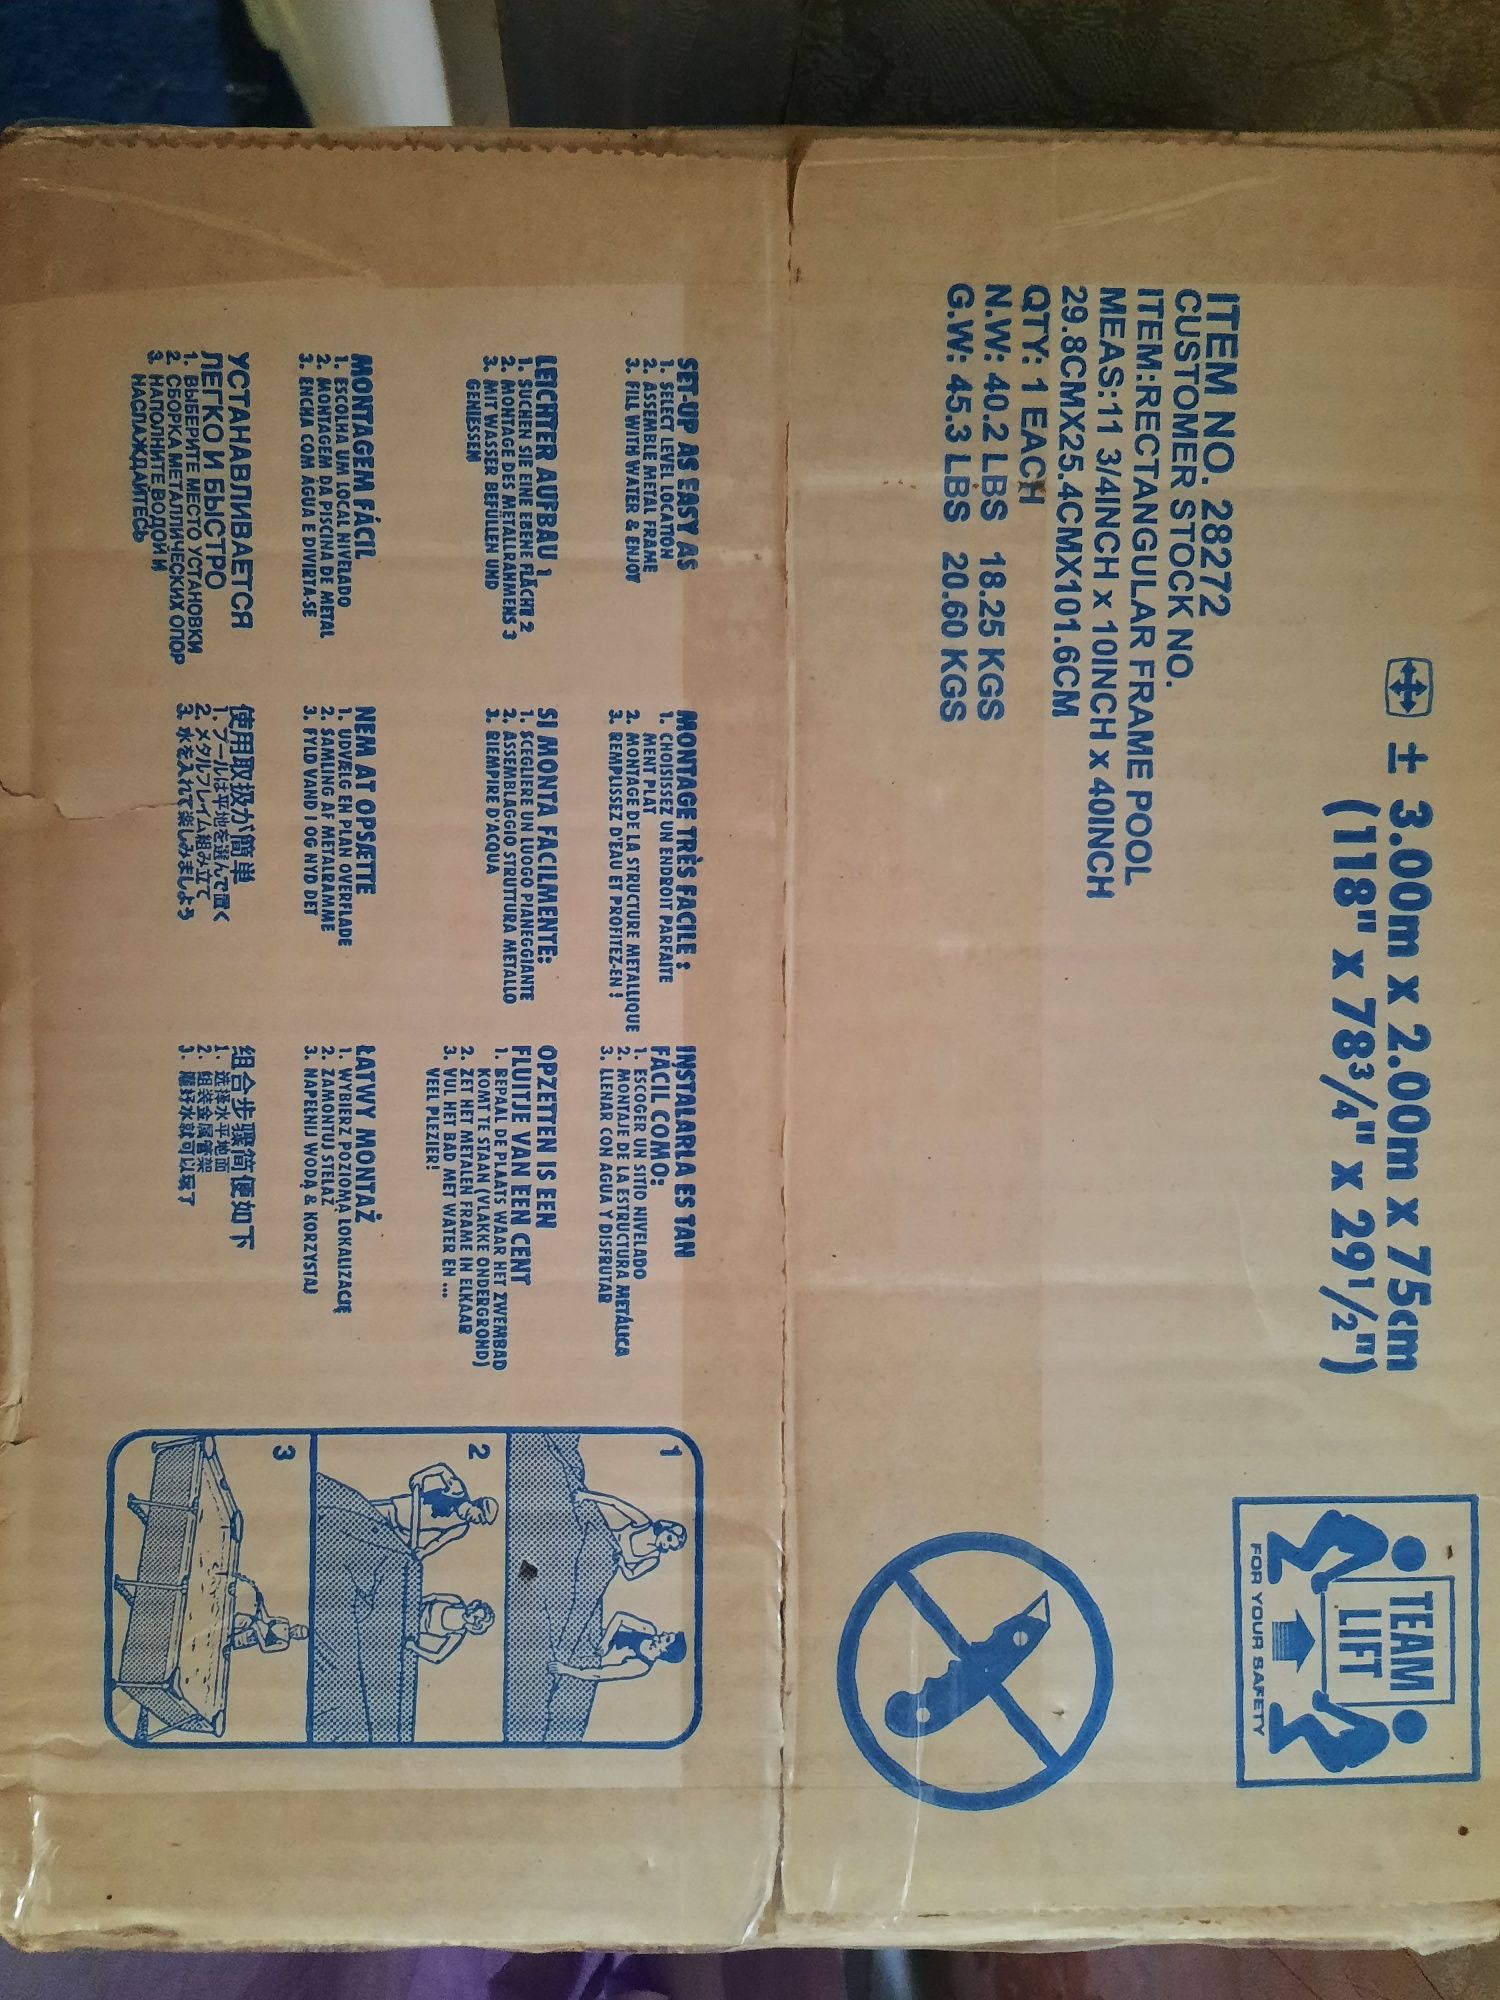 ± 3.00m x 2.00m x 75cm
(118" x 78³/₄" x 29¹/₂")
TEAM
LIFT
FOR YOUR SAFETY
ITEM NO. 28272
CUSTOMER STOCK NO.
ITEM:RECTANGULAR FRAME POOL
MEAS:11 3/4INCH x 10INCH x 40INCH
29.8CMX25.4CMX101.6CM
QTY: 1 EACH
N.W: 40.2 LBS 18.25 KGS
G.W: 45.3 LBS 20.60 KGS
SET-UP AS EASY AS
1. SELECT LEVEL LOCATION
2. ASSEMBLE METAL FRAME
3. FILL WITH WATER & ENJOY
MONTAGE TRÈS FACILE :
1. CHOISISSEZ UN ENDROIT PARFAITE
MENT PLAT
2. MONTAGE DE LA STRUCTURE METALLIQUE
3. REMPLISSEZ D'EAU ET PROFITEZ-EN !
INSTALARLA ES TAN
FÁCIL COMO:
1. ESCOGER UN SITIO NIVELADO
2. MONTAJE DE LA ESTRUCTURA METÁLICA
3. LLENAR CON AGUA Y DISFRUTAR
LEICHTER AUFBAU 1
1. SUCHEN SIE EINE EBENE FLÄCHE 2
2. MONTAGE DES METALLRAHMENS 3
3. MIT WASSER BEFÜLLEN UND
GENIESSEN
SI MONTA FACILMENTE:
1. SCEGLIERE UN LUOGO PIANEGGIANTE
2. ASSEMBLAGGIO STRUTTURA METALLO
3. RIEMPIRE D'ACQUA
OPZETTEN IS EEN
FLUITJE VAN EEN CENT
1. BEPAAL DE PLAATS WAAR HET ZWEMBAD
KOMT TE STAAN (VLAKKE ONDERGROND)
2. ZET HET METALEN FRAME IN ELKAAR
3. VUL HET BAD MET WATER EN ...
VEEL PLEZIER!
MONTAGEM FÁCIL
1. ESCOLHA UM LOCAL NIVELADO
2. MONTAGEM DA PISCINA DE METAL
3. ENCHA COM ÁGUA E DIVIRTA-SE
NEM AT OPSÆTTE
1. UDVÆLG EN PLAN OVERFLADE
2. SAMLING AF METALRAMME
3. FYLD VAND I OG NYD DET
ŁATWY MONTAŻ
1. WYBIERZ POZIOMĄ LOKALIZACJĘ
2. ZAMONTUJ STELAŻ
3. NAPEŁNIJ WODĄ & KORZYSTAJ
УСТАНАВЛИВАЕТСЯ
ЛЕГКО И БЫСТРО
1. ВЫБЕРИТЕ МЕСТО УСТАНОВКИ
2. СБОРКА МЕТАЛЛИЧЕСКИХ ОПОР
3. НАПОЛНИТЕ ВОДОЙ И
НАСЛАЖДАЙТЕСЬ
使用取扱が簡単
1. プールは平地を選んで置く
2. メタルフレイム組み立て
3. 水を入れて楽しみましょう
组合步骤简便如下
1. 选择水平地面
2. 组装金属管架
3. 灌好水就可以玩了
1
2
3